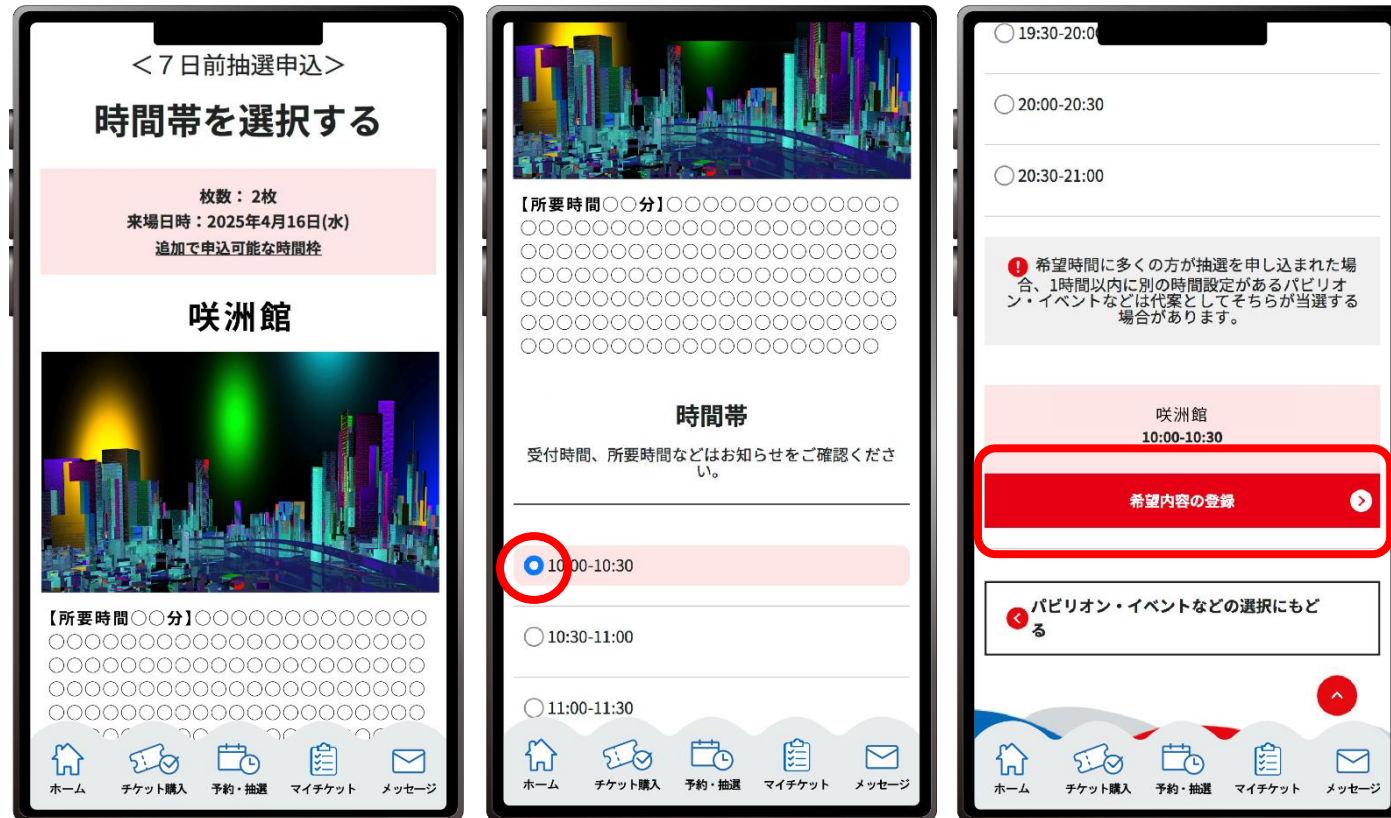 ＜７日前抽選申込＞
時間帯を選択する
枚数： 2枚
来場日時：2025年4月16日(水)
追加で申込可能な時間枠
咲洲館
【所要時間○○分】○○○○○○○○○○○○○
○○○○○○○○○○○○○○○○○○○○○
○○○○○○○○○○○○○○○○○○○○○
○○○○○○○○○○○○○○○○○○○○○
○○○○○○○○○○○○○○○○○○○○○
ホーム チケット購入 予約・抽選 マイチケット メッセージ
【所要時間○○分】○○○○○○○○○○○○○
○○○○○○○○○○○○○○○○○○○○○
○○○○○○○○○○○○○○○○○○○○○
○○○○○○○○○○○○○○○○○○○○○
○○○○○○○○○○○○○○○○○○○○○
○○○○○○○○○○○○○○○○○○○○○
○○○○○○○○○○○○○○○○○○○○
時間帯
受付時間、所要時間などはお知らせをご確認くださ
い。
10:00-10:30
10:30-11:00
11:00-11:30
ホーム チケット購入 予約・抽選 マイチケット メッセージ
19:30-20:00
20:00-20:30
20:30-21:00
希望時間に多くの方が抽選を申し込まれた場
合、1時間以内に別の時間設定があるパビリオ
ン・イベントなどは代案としてそちらが当選する
場合があります。
咲洲館
10:00-10:30
希望内容の登録
パビリオン・イベントなどの選択にもど
る
ホーム チケット購入 予約・抽選 マイチケット メッセージ